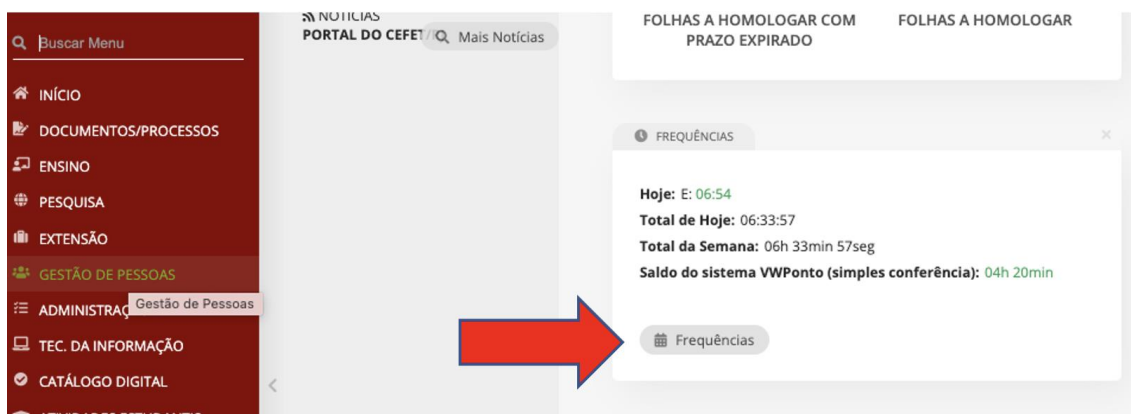 Buscar Menu
INÍCIO
DOCUMENTOS/PROCESSOS
ENSINO
PESQUISA
EXTENSÃO
GESTÃO DE PESSOAS
Gestão de Pessoas
TEC. DA INFORMAÇÃO
CATÁLOGO DIGITAL
NOTÍCIAS
PORTAL DO
Mais Notícias
FOLHAS A HOMOLOGAR COM
PRAZO EXPIRADO
FOLHAS A HOMOLOGAR
FREQUÊNCIAS
Hoje: E: 06:54
Total de Hoje: 06:33:57
Total da Semana: 06h 33min 57seg
Saldo do sistema VWPonto (simples conferência): 04h 20min
Frequências